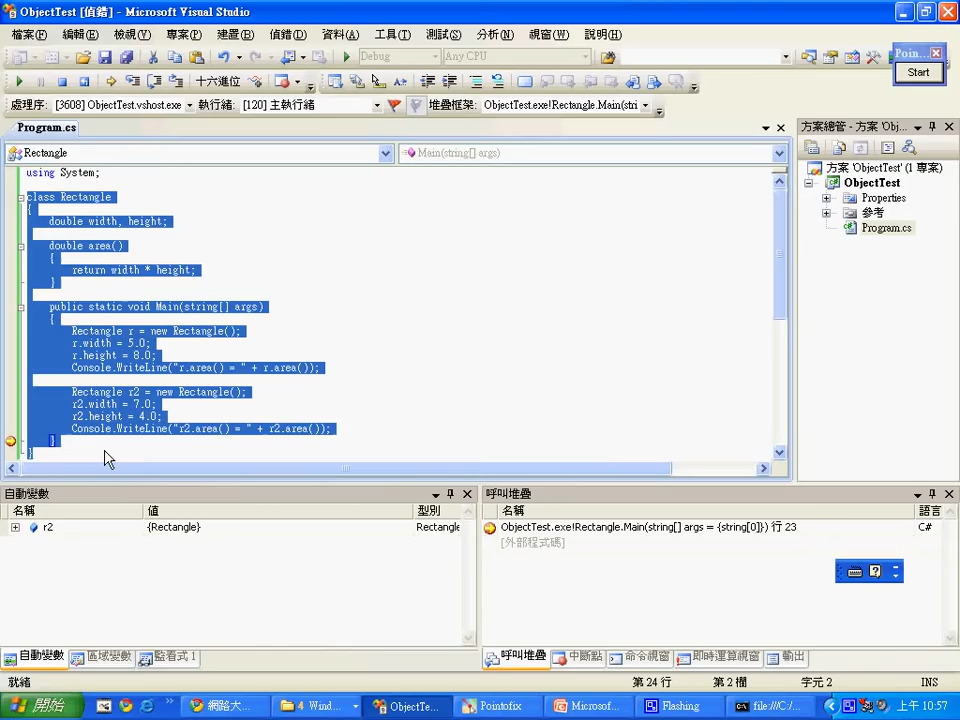 ObjectTest [偵錯] - Microsoft Visual Studio
檔案(F) 編輯(E) 檢視(V) 專案(P) 建置(B) 偵錯(D) 資料(A) 工具(T) 測試(S) 分析(N) 視窗(W) 說明(H)
Poin...
Start
Debug Any CPU
十六進位
處理序: [3608] ObjectTest.vshost.exe 執行緒: [120] 主執行緒 堆疊框架: ObjectTest.exe!Rectangle.Main(stri
Program.cs
Rectangle Main(string[] args)
using System;
class Rectangle
{
double width, height;
double area()
{
return width * height;
}
public static void Main(string[] args)
{
Rectangle r = new Rectangle();
r.width = 5.0;
r.height = 8.0;
Console.WriteLine("r.area() = " + r.area());
Rectangle r2 = new Rectangle();
r2.width = 7.0;
r2.height = 4.0;
Console.WriteLine("r2.area() = " + r2.area());
}
}
方案總管 - 方案 'Obj...
方案 'ObjectTest' (1 專案)
ObjectTest
Properties
參考
Program.cs
自動變數
名稱 值 型別
r2 {Rectangle} Rectangle
自動變數 區域變數 監看式 1
呼叫堆疊
名稱 語言
ObjectTest.exe!Rectangle.Main(string[] args = {string[0]}) 行 23 C#
[外部程式碼]
呼叫堆疊 中斷點 命令視窗 即時運算視窗 輸出
就緒 第 24 行 第 2 欄 字元 2 INS
開始 網路大... 4 Wind... ObjectTe... Pointofix Microsof... Flashing file:///C:/... 上午 10:57